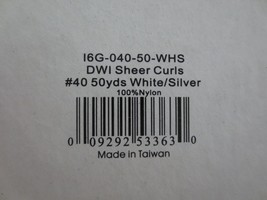 I6G-040-50-WHS
DWI Sheer Curls
#40 50yds White/Silver
100%Nylon
0 09292 53363 0
Made in Taiwan